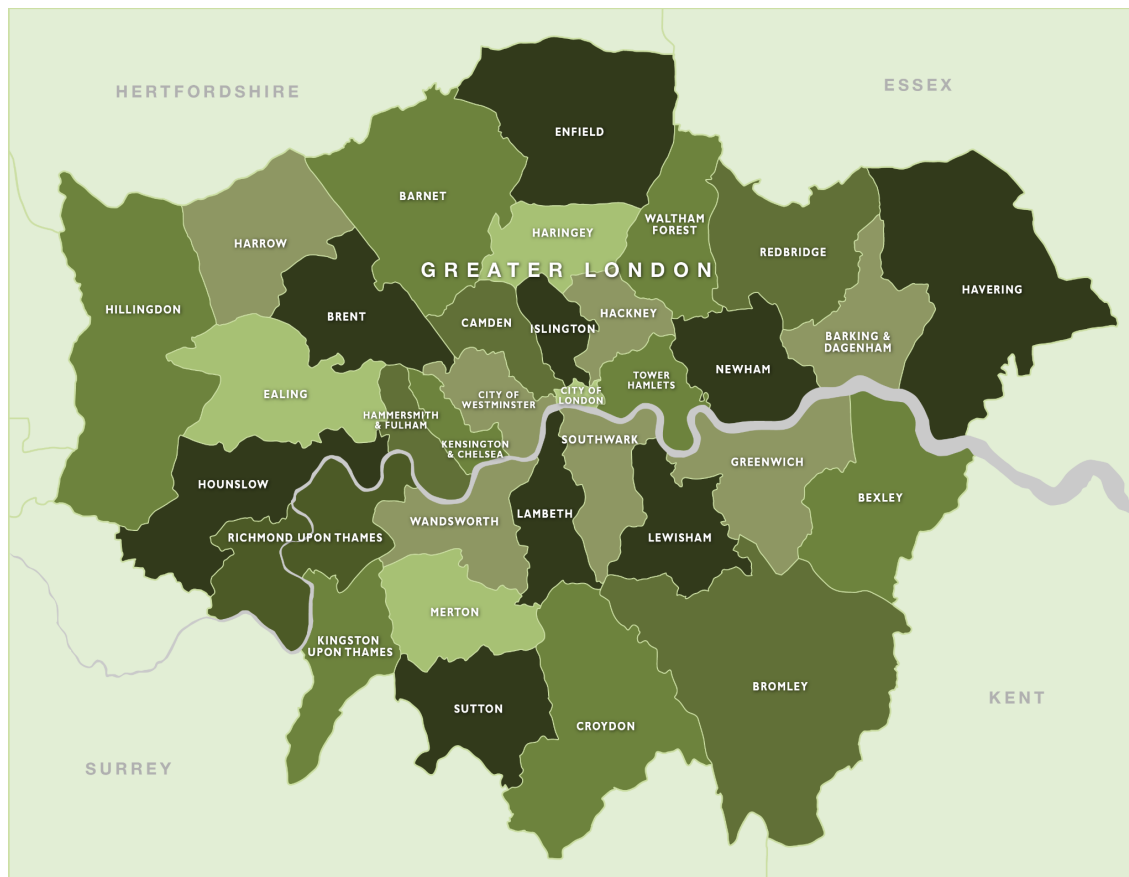 HERTFORDSHIRE
ESSEX
ENFIELD
BARNET
WALTHAM
FOREST
HARINGEY
HARROW
REDBRIDGE
GREATER LONDON
HAVERING
HILLINGDON
BRENT
CAMDEN
ISLINGTON
HACKNEY
BARKING &
DAGENHAM
NEWHAM
TOWER
HAMLETS
EALING
CITY OF
WESTMINSTER
CITY OF
LONDON
HAMMERSMITH
& FULHAM
KENSINGTON
& CHELSEA
SOUTHWARK
GREENWICH
HOUNSLOW
BEXLEY
LAMBETH
WANDSWORTH
RICHMOND UPON THAMES
LEWISHAM
MERTON
KINGSTON
UPON THAMES
BROMLEY
KENT
SUTTON
CROYDON
SURREY